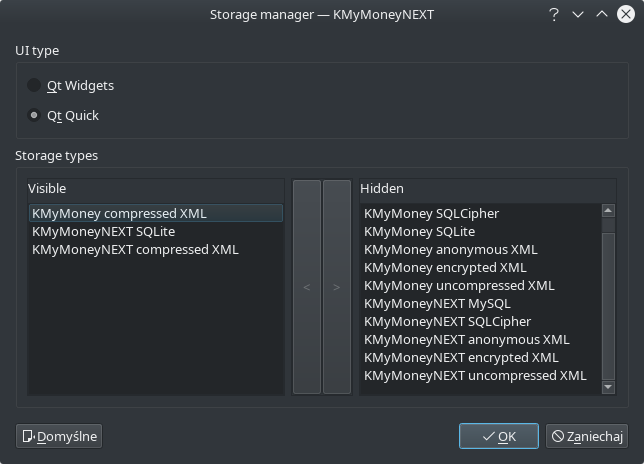 Storage manager — KMyMoneyNEXT
UI type
Qt Widgets
Qt Quick
Storage types
Visible
KMyMoney compressed XML
KMyMoneyNEXT SQLite
KMyMoneyNEXT compressed XML
<
>
Hidden
KMyMoney SQLCipher
KMyMoney SQLite
KMyMoney anonymous XML
KMyMoney encrypted XML
KMyMoney uncompressed XML
KMyMoneyNEXT MySQL
KMyMoneyNEXT SQLCipher
KMyMoneyNEXT anonymous XML
KMyMoneyNEXT encrypted XML
KMyMoneyNEXT uncompressed XML
Domyślne
OK
Zaniechaj